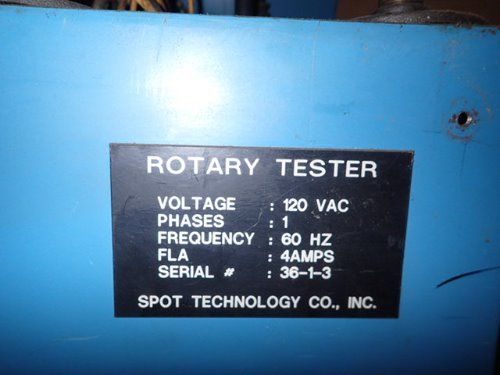 ROTARY TESTER
VOLTAGE : 120 VAC
PHASES : 1
FREQUENCY : 60 HZ
FLA : 4AMPS
SERIAL # : 36-1-3
SPOT TECHNOLOGY CO., INC.